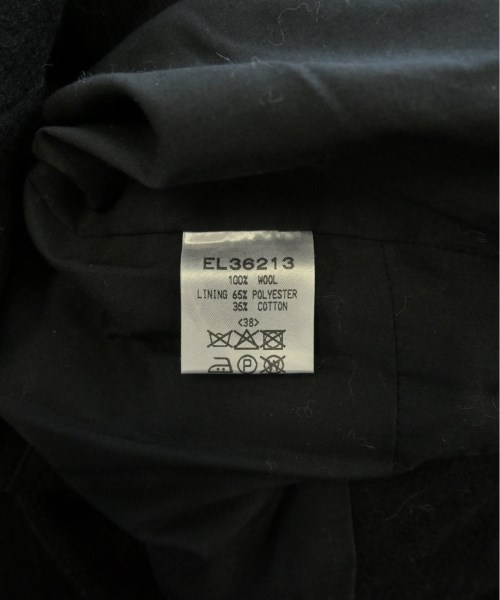 EL36213
100% WOOL
LINING 65% POLYESTER
35% COTTON
<38>
P
W